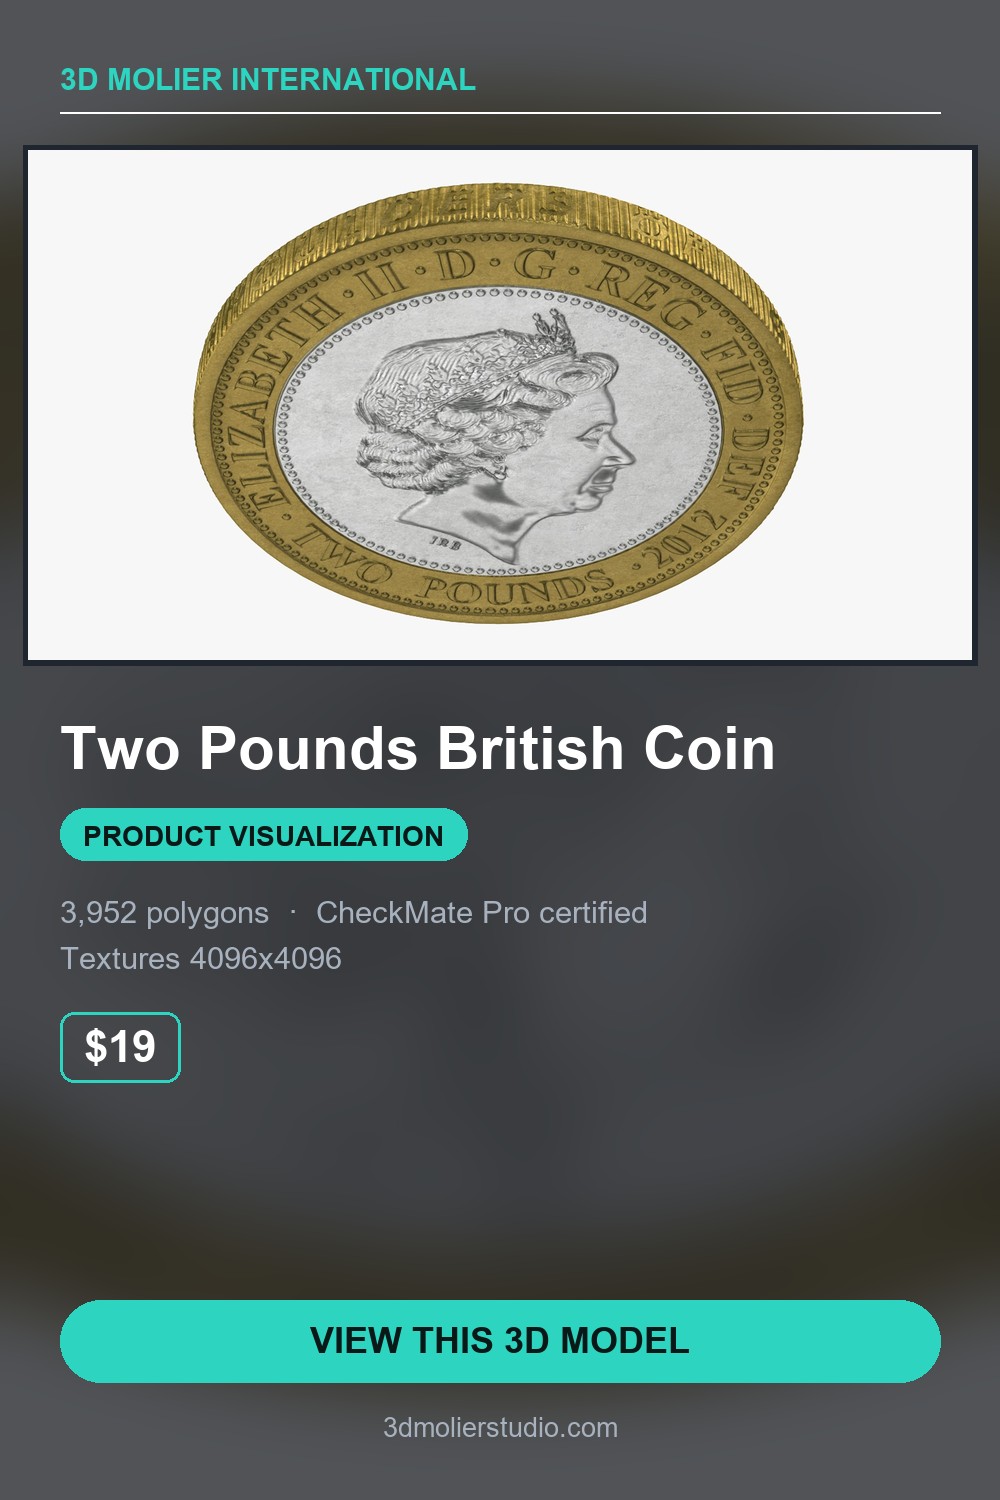 3D MOLIER INTERNATIONAL
ELIZABETH · II · D · G · REG · FID · DEF · 2012
· TWO POUNDS ·
IRB
Two Pounds British Coin
PRODUCT VISUALIZATION
3,952 polygons · CheckMate Pro certified
Textures 4096x4096
$19
VIEW THIS 3D MODEL
3dmolierstudio.com